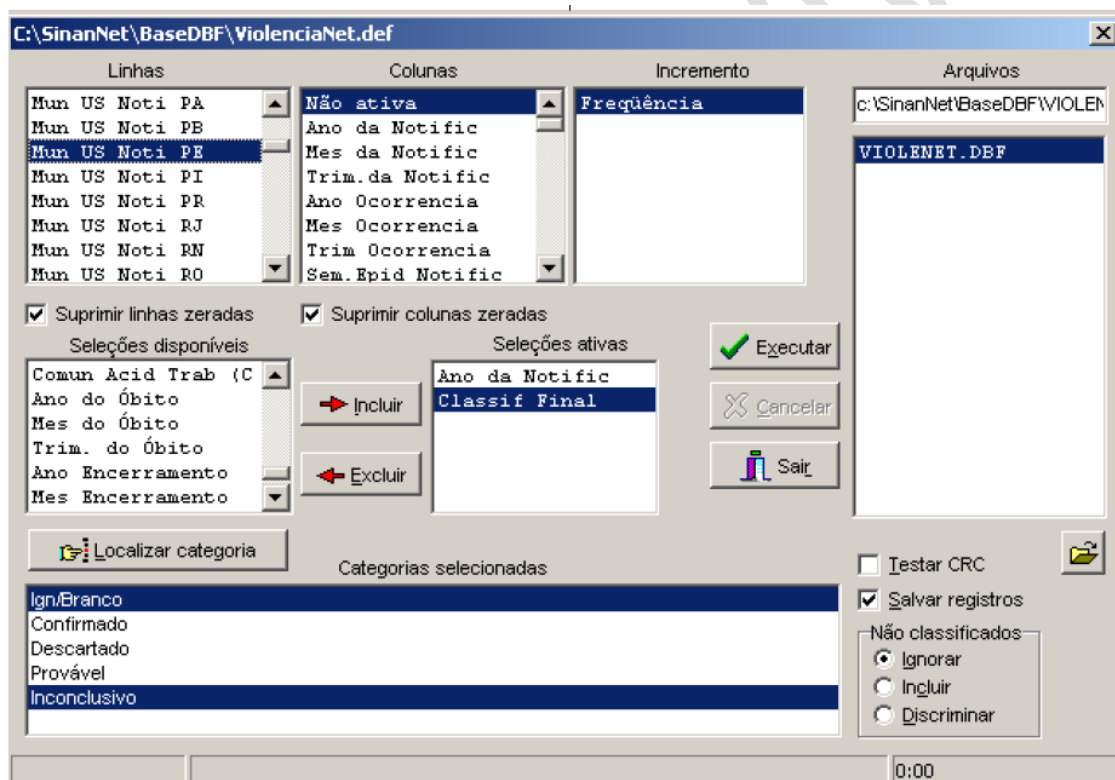 C:\SinanNet\BaseDBF\ViolenciaNet.def
Linhas
Mun US Noti PA
Mun US Noti PB
Mun US Noti PE
Mun US Noti PI
Mun US Noti PR
Mun US Noti RJ
Mun US Noti RN
Mun US Noti RO
Colunas
Não ativa
Ano da Notific
Mes da Notific
Trim.da Notific
Ano Ocorrencia
Mes Ocorrencia
Trim Ocorrencia
Sem.Epid Notific
Incremento
Freqüência
Arquivos
c:\SinanNet\BaseDBF\VIOLEN
VIOLENET.DBF
Suprimir linhas zeradas
Suprimir colunas zeradas
Seleções disponíveis
Comun Acid Trab (C
Ano do Óbito
Mes do Óbito
Trim. do Óbito
Ano Encerramento
Mes Encerramento
Incluir
Excluir
Seleções ativas
Ano da Notific
Classif Final
Executar
Cancelar
Sair
Localizar categoria
Categorias selecionadas
Ign/Branco
Confirmado
Descartado
Provável
Inconclusivo
Testar CRC
Salvar registros
Não classificados
Ignorar
Incluir
Discriminar
0:00